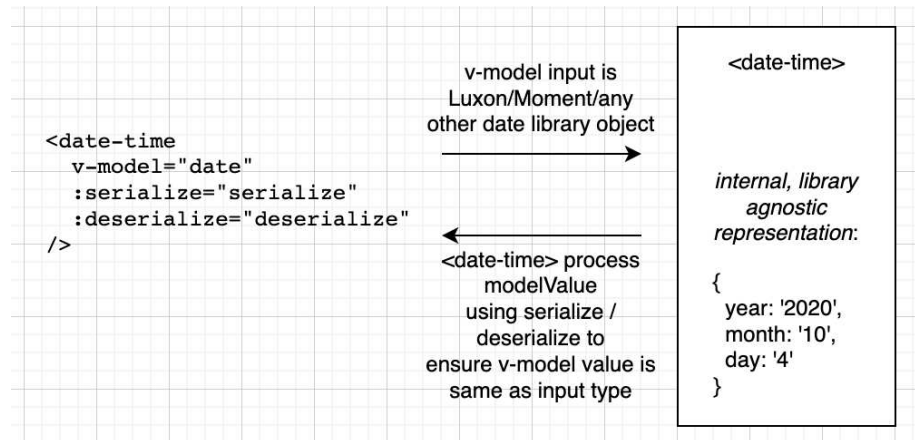 <date-time
v-model="date"
:serialize="serialize"
:deserialize="deserialize"
/>
v-model input is
Luxon/Moment/any
other date library object
<date-time> process
modelValue
using serialize /
deserialize to
ensure v-model value is
same as input type
<date-time>
internal, library
agnostic
representation:
{
year: '2020',
month: '10',
day: '4'
}